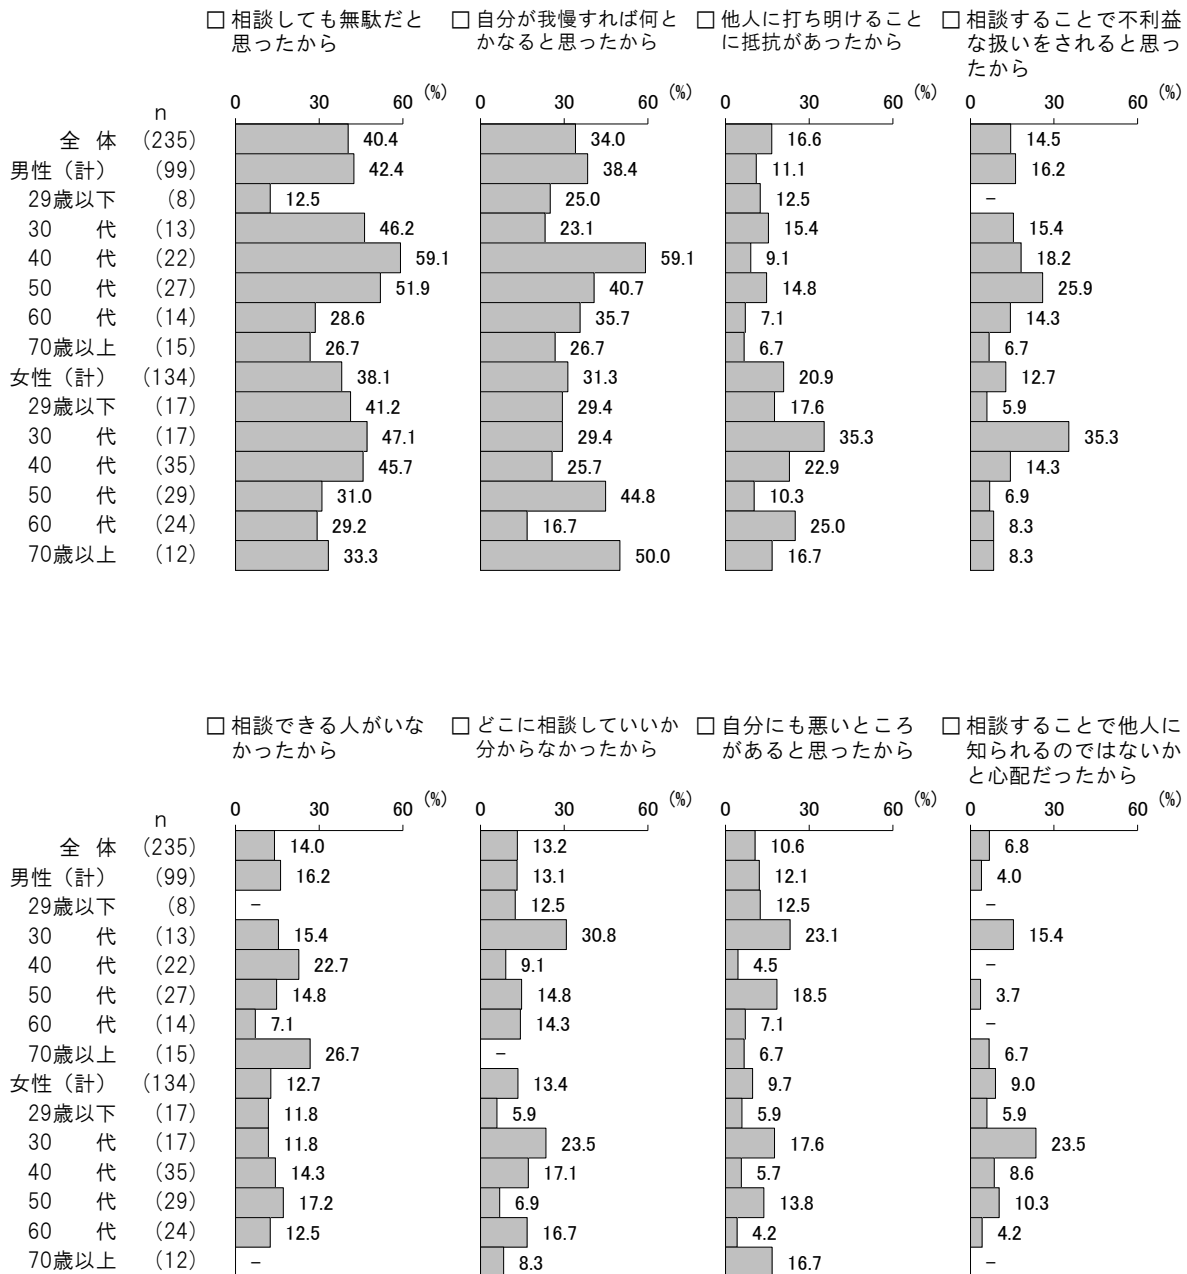 □ 相談しても無駄だと
思ったから
□ 自分が我慢すれば何と
かなると思ったから
□ 他人に打ち明けること
に抵抗があったから
□ 相談することで不利益
な扱いをされると思っ
たから
0 30 60 (%) 0 30 60 (%) 0 30 60 (%) 0 30 60 (%)
n
全 体 (235) 40.4 34.0 16.6 14.5
男性（計） (99) 42.4 38.4 11.1 16.2
29歳以下 (8) 12.5 25.0 12.5 －
30 代 (13) 46.2 23.1 15.4 15.4
40 代 (22) 59.1 59.1 9.1 18.2
50 代 (27) 51.9 40.7 14.8 25.9
60 代 (14) 28.6 35.7 7.1 14.3
70歳以上 (15) 26.7 26.7 6.7 6.7
女性（計） (134) 38.1 31.3 20.9 12.7
29歳以下 (17) 41.2 29.4 17.6 5.9
30 代 (17) 47.1 29.4 35.3 35.3
40 代 (35) 45.7 25.7 22.9 14.3
50 代 (29) 31.0 44.8 10.3 6.9
60 代 (24) 29.2 16.7 25.0 8.3
70歳以上 (12) 33.3 50.0 16.7 8.3
□ 相談できる人がいな
かったから
□ どこに相談していいか
分からなかったから
□ 自分にも悪いところ
があると思ったから
□ 相談することで他人に
知られるのではないか
と心配だったから
0 30 60 (%) 0 30 60 (%) 0 30 60 (%) 0 30 60 (%)
n
全 体 (235) 14.0 13.2 10.6 6.8
男性（計） (99) 16.2 13.1 12.1 4.0
29歳以下 (8) － 12.5 12.5 －
30 代 (13) 15.4 30.8 23.1 15.4
40 代 (22) 22.7 9.1 4.5 －
50 代 (27) 14.8 14.8 18.5 3.7
60 代 (14) 7.1 14.3 7.1 －
70歳以上 (15) 26.7 － 6.7 6.7
女性（計） (134) 12.7 13.4 9.7 9.0
29歳以下 (17) 11.8 5.9 5.9 5.9
30 代 (17) 11.8 23.5 17.6 23.5
40 代 (35) 14.3 17.1 5.7 8.6
50 代 (29) 17.2 6.9 13.8 10.3
60 代 (24) 12.5 16.7 4.2 4.2
70歳以上 (12) － 8.3 16.7 －